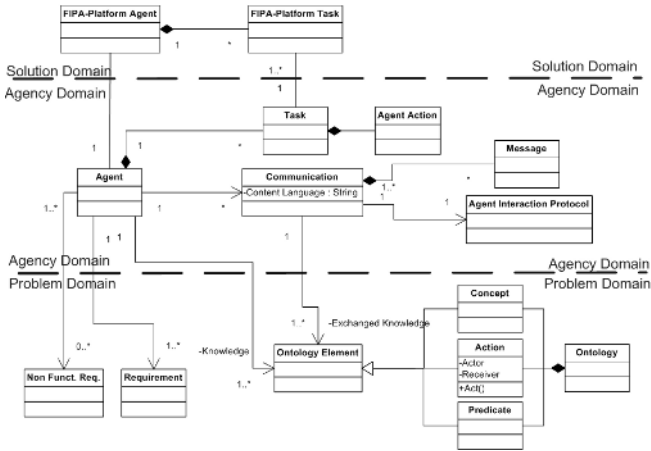 FIPA-Platform Agent
FIPA-Platform Task
1
*
1..*
Solution Domain
Solution Domain
Agency Domain
Agency Domain
1
Task
Agent Action
1
*
1
Message
Agent
Communication
-Content Language : String
1..*
*
1..*
1
*
1
1
Agent Interaction Protocol
1
1
1
Agency Domain
Agency Domain
Problem Domain
Problem Domain
Concept
1..*
-Exchanged Knowledge
0..*
1..*
-Knowledge
Ontology Element
Action
-Actor
-Receiver
+Act()
Ontology
Non Funct. Req.
Requirement
1..*
Predicate